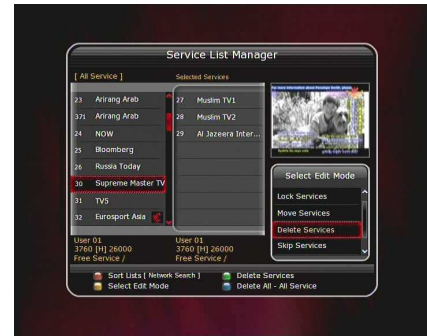 Service List Manager
[ All Service ]
Selected Services
23 Arirang Arab
371 Arirang Arab
24 NOW
25 Bloomberg
26 Russia Today
30 Supreme Master TV
31 TV5
32 Eurosport Asia
27 Muslim TV1
28 Muslim TV2
29 Al Jazeera Inter...
Select Edit Mode
Lock Services
Move Services
Delete Services
Skip Services
User 01
3760 [H] 26000
Free Service /
User 01
3760 [H] 26000
Free Service /
Sort Lists [ Network Search ]
Delete Services
Select Edit Mode
Delete All - All Service